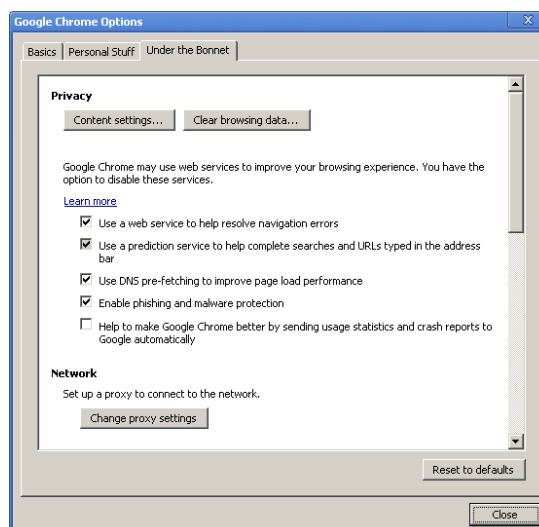 Google Chrome Options
Basics
Personal Stuff
Under the Bonnet
Privacy
Content settings...
Clear browsing data...
Google Chrome may use web services to improve your browsing experience. You have the
option to disable these services.
Learn more
Use a web service to help resolve navigation errors
Use a prediction service to help complete searches and URLs typed in the address
bar
Use DNS pre-fetching to improve page load performance
Enable phishing and malware protection
Help to make Google Chrome better by sending usage statistics and crash reports to
Google automatically
Network
Set up a proxy to connect to the network.
Change proxy settings
Reset to defaults
Close